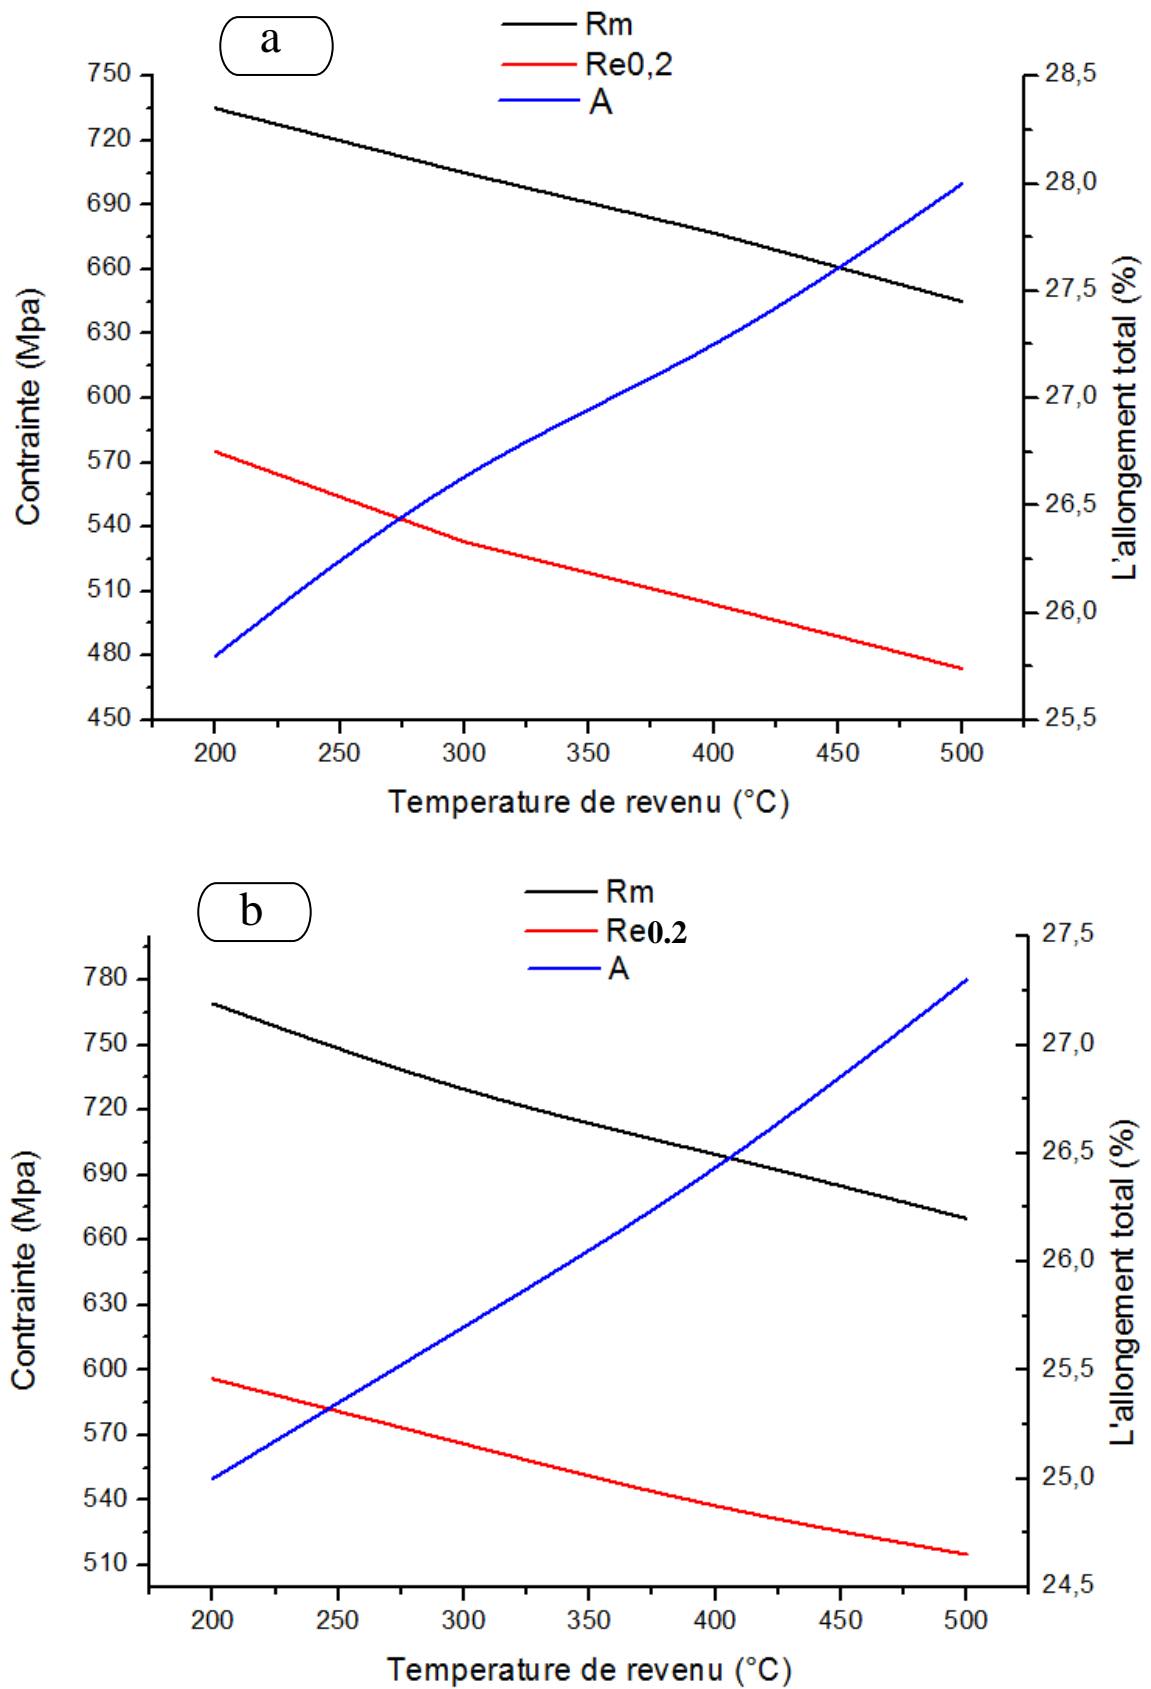 a
Rm
Re0,2
A
750
720
690
660
630
600
570
540
510
480
450
28,5
28,0
27,5
27,0
26,5
26,0
25,5
Contrainte (Mpa)
L'allongement total (%)
200 250 300 350 400 450 500
Temperature de revenu (°C)
b
Rm
Re0.2
A
780
750
720
690
660
630
600
570
540
510
27,5
27,0
26,5
26,0
25,5
25,0
24,5
Contrainte (Mpa)
L'allongement total (%)
200 250 300 350 400 450 500
Temperature de revenu (°C)